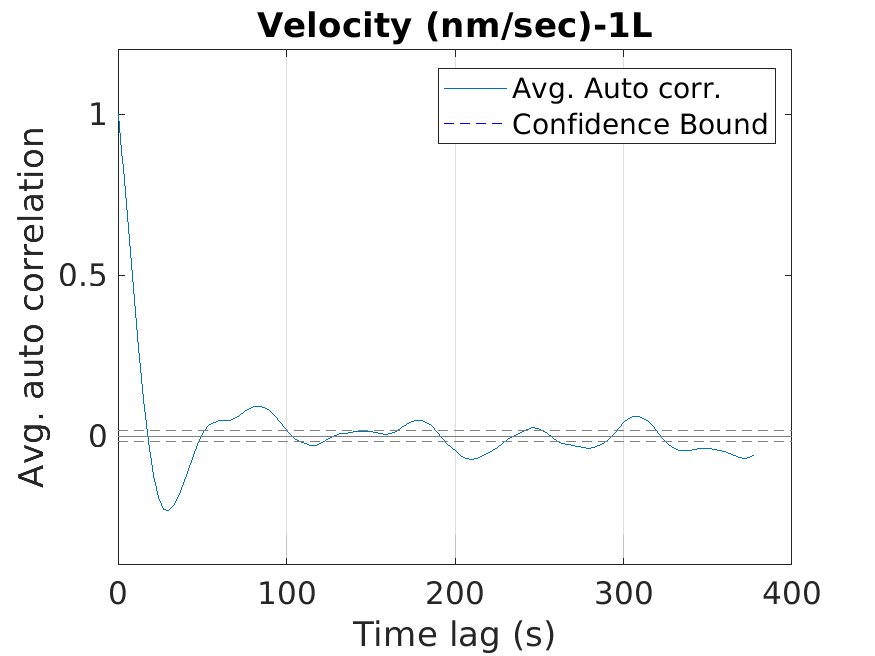 Velocity (nm/sec)-1L
Avg. Auto corr.
Confidence Bound
Avg. auto correlation
1
0.5
0
0
100
200
300
400
Time lag (s)